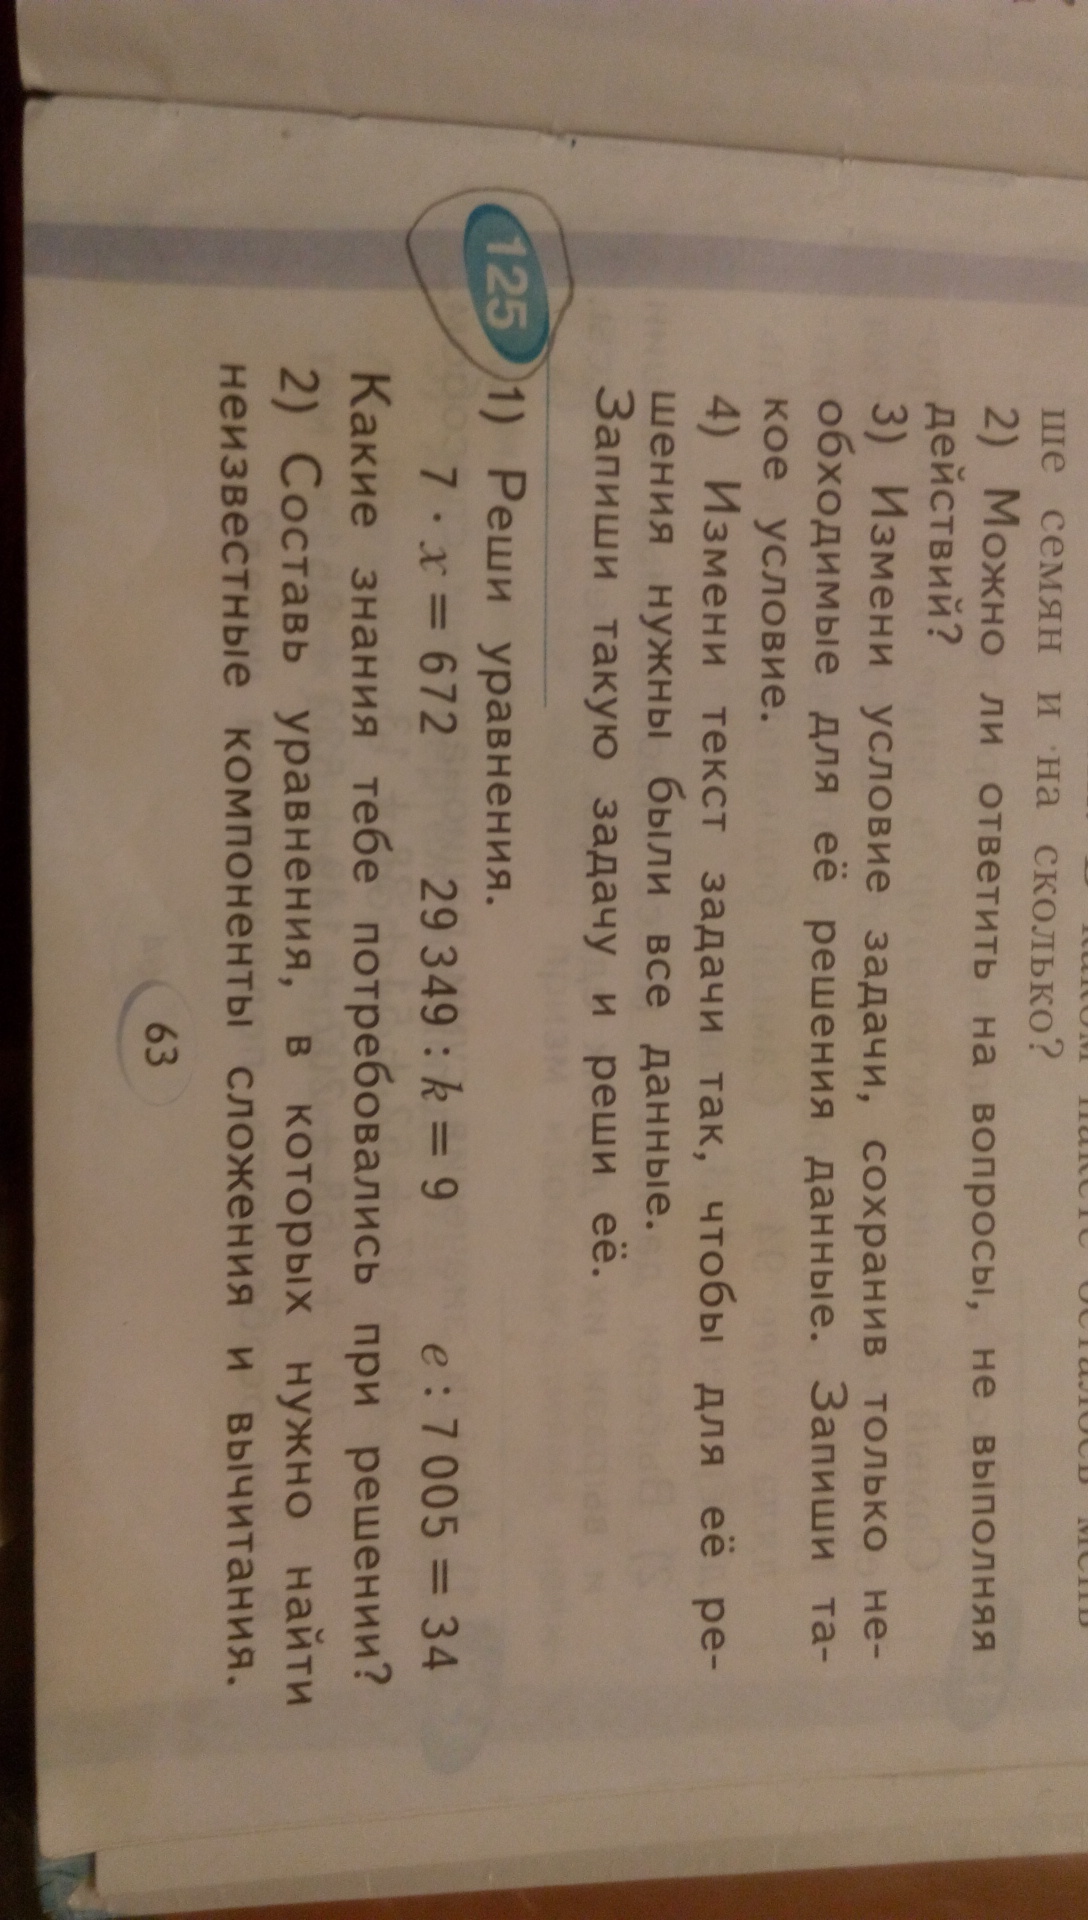 ше семян и на сколько?
2) Можно ли ответить на вопросы, не выполняя
действий?
3) Измени условие задачи, сохранив только не-
обходимые для её решения данные. Запиши та-
кое условие.
4) Измени текст задачи так, чтобы для её ре-
шения нужны были все данные.
Запиши такую задачу и реши её.
125 1) Реши уравнения.
7 · x = 672 29 349 : k = 9 e : 7 005 = 34
Какие знания тебе потребовались при решении?
2) Составь уравнения, в которых нужно найти
неизвестные компоненты сложения и вычитания.
63